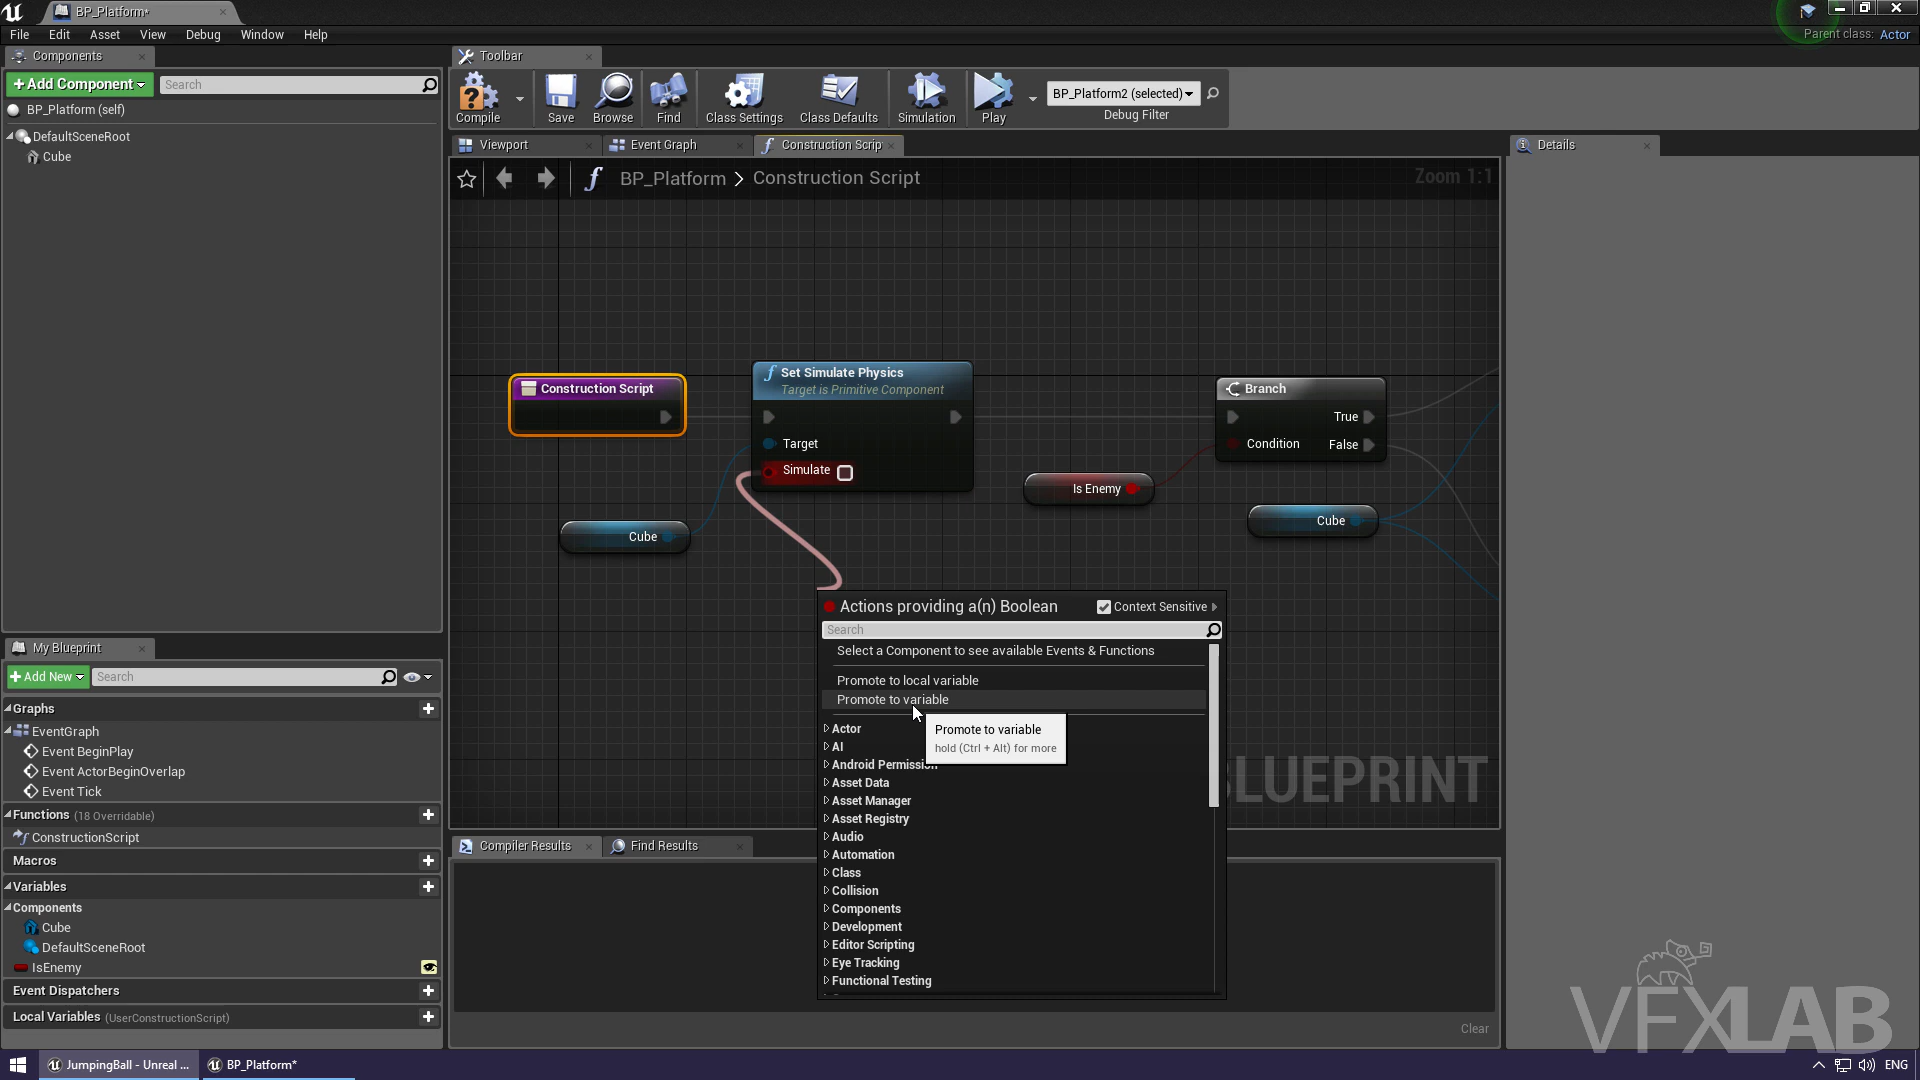 BP_Platform*
File Edit Asset View Debug Window Help
Parent class: Actor
Components
Toolbar
+Add Component
Search
BP_Platform (self)
DefaultSceneRoot
Cube
Compile
Save
Browse
Find
Class Settings
Class Defaults
Simulation
Play
BP_Platform2 (selected)
Debug Filter
Viewport
Event Graph
Construction Scrip
Details
BP_Platform > Construction Script
Zoom 1:1
Construction Script
Set Simulate Physics
Target is Primitive Component
Target
Simulate
Cube
Is Enemy
Branch
True
Condition
False
Cube
Actions providing a(n) Boolean
Context Sensitive
Search
Select a Component to see available Events & Functions
Promote to local variable
Promote to variable
Promote to variable
hold (Ctrl + Alt) for more
Actor
AI
Android Permission
Asset Data
Asset Manager
Asset Registry
Audio
Automation
Class
Collision
Components
Development
Editor Scripting
Eye Tracking
Functional Testing
My Blueprint
+Add New
Search
Graphs
EventGraph
Event BeginPlay
Event ActorBeginOverlap
Event Tick
Functions (18 Overridable)
ConstructionScript
Macros
Variables
Components
Cube
DefaultSceneRoot
IsEnemy
Event Dispatchers
Local Variables (UserConstructionScript)
Compiler Results
Find Results
Clear
LUEPRINT
VFXLAB
JumpingBall - Unreal ...
BP_Platform*
ENG